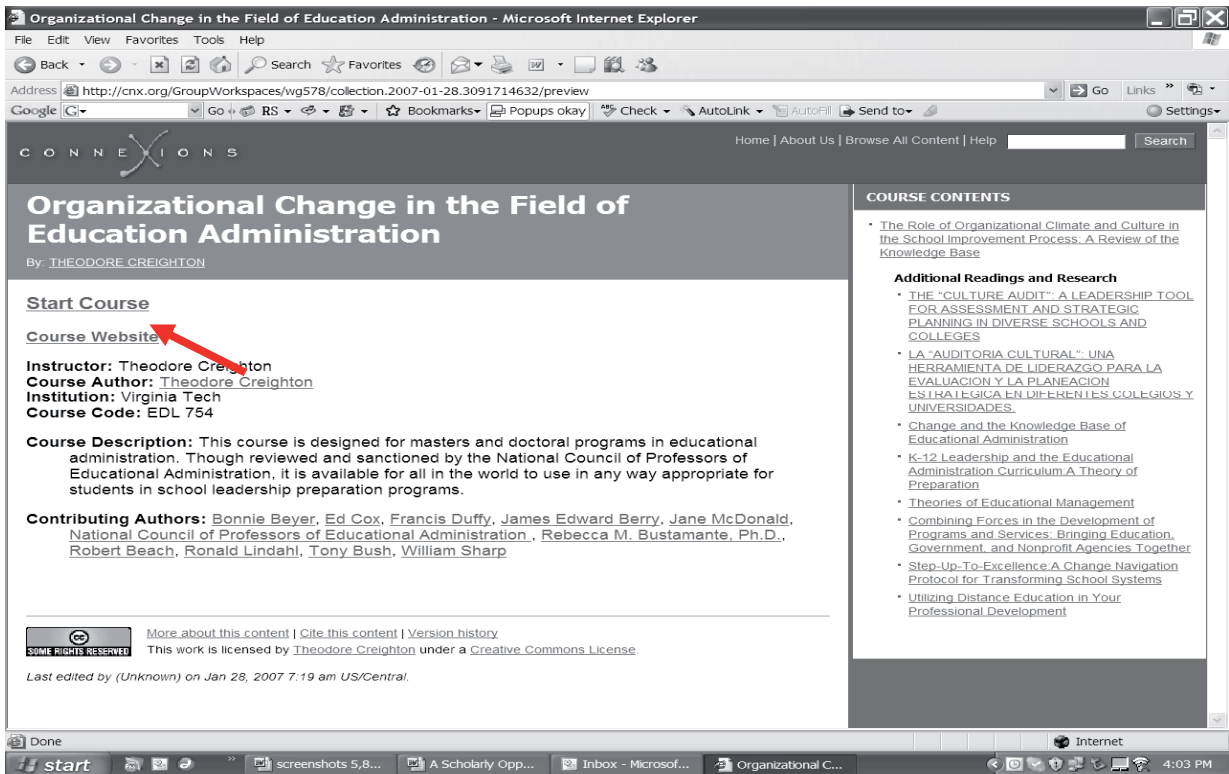 Organizational Change in the Field of Education Administration - Microsoft Internet Explorer
File Edit View Favorites Tools Help
Back Search Favorites
Address http://cnx.org/GroupWorkspaces/wg578/collection.2007-01-28.3091714632/preview Go Links »
Google G Go RS Bookmarks Popups okay Check AutoLink AutoFill Send to Settings
CONNEXIONS
Home | About Us | Browse All Content | Help Search
Organizational Change in the Field of
Education Administration
By: THEODORE CREIGHTON
Start Course
Course Website
Instructor: Theodore Creighton
Course Author: Theodore Creighton
Institution: Virginia Tech
Course Code: EDL 754
Course Description: This course is designed for masters and doctoral programs in educational
administration. Though reviewed and sanctioned by the National Council of Professors of
Educational Administration, it is available for all in the world to use in any way appropriate for
students in school leadership preparation programs.
Contributing Authors: Bonnie Beyer, Ed Cox, Francis Duffy, James Edward Berry, Jane McDonald,
National Council of Professors of Educational Administration , Rebecca M. Bustamante, Ph.D.,
Robert Beach, Ronald Lindahl, Tony Bush, William Sharp
cc
SOME RIGHTS RESERVED
More about this content | Cite this content | Version history
This work is licensed by Theodore Creighton under a Creative Commons License.
Last edited by (Unknown) on Jan 28, 2007 7:19 am US/Central.
COURSE CONTENTS
The Role of Organizational Climate and Culture in
the School Improvement Process: A Review of the
Knowledge Base
Additional Readings and Research
THE "CULTURE AUDIT": A LEADERSHIP TOOL
FOR ASSESSMENT AND STRATEGIC
PLANNING IN DIVERSE SCHOOLS AND
COLLEGES
LA "AUDITORIA CULTURAL": UNA
HERRAMIENTA DE LIDERAZGO PARA LA
EVALUACION Y LA PLANEACION
ESTRATEGICA EN DIFERENTES COLEGIOS Y
UNIVERSIDADES.
Change and the Knowledge Base of
Educational Administration
K-12 Leadership and the Educational
Administration Curriculum:A Theory of
Preparation
Theories of Educational Management
Combining Forces in the Development of
Programs and Services: Bringing Education,
Government, and Nonprofit Agencies Together
Step-Up-To-Excellence:A Change Navigation
Protocol for Transforming School Systems
Utilizing Distance Education in Your
Professional Development
Done Internet
start » screenshots 5,8... A Scholarly Opp... Inbox - Microsof... Organizational C... 4:03 PM